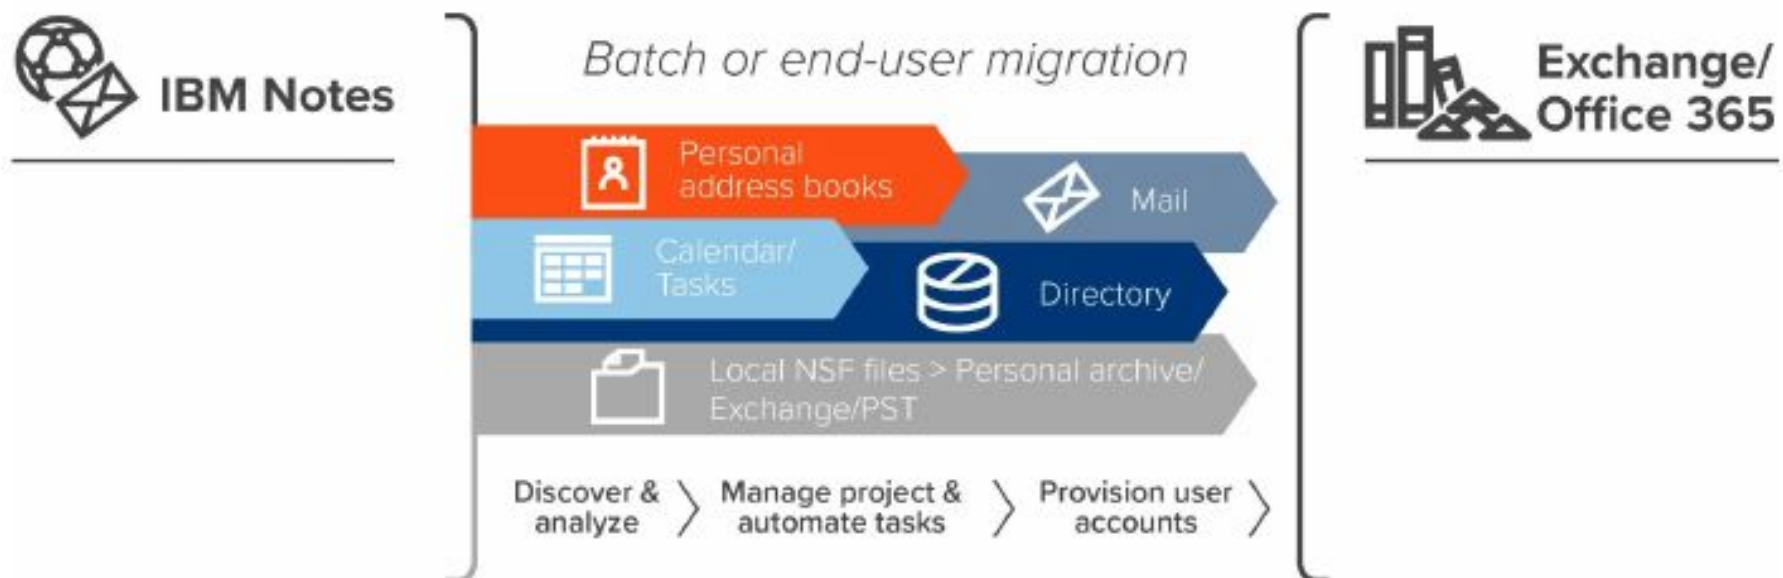 IBM Notes
Batch or end-user migration
Personal
address books
Mail
Calendar/
Tasks
Directory
Local NSF files > Personal archive/
Exchange/PST
Discover &
analyze
Manage project &
automate tasks
Provision user
accounts
Exchange/
Office 365